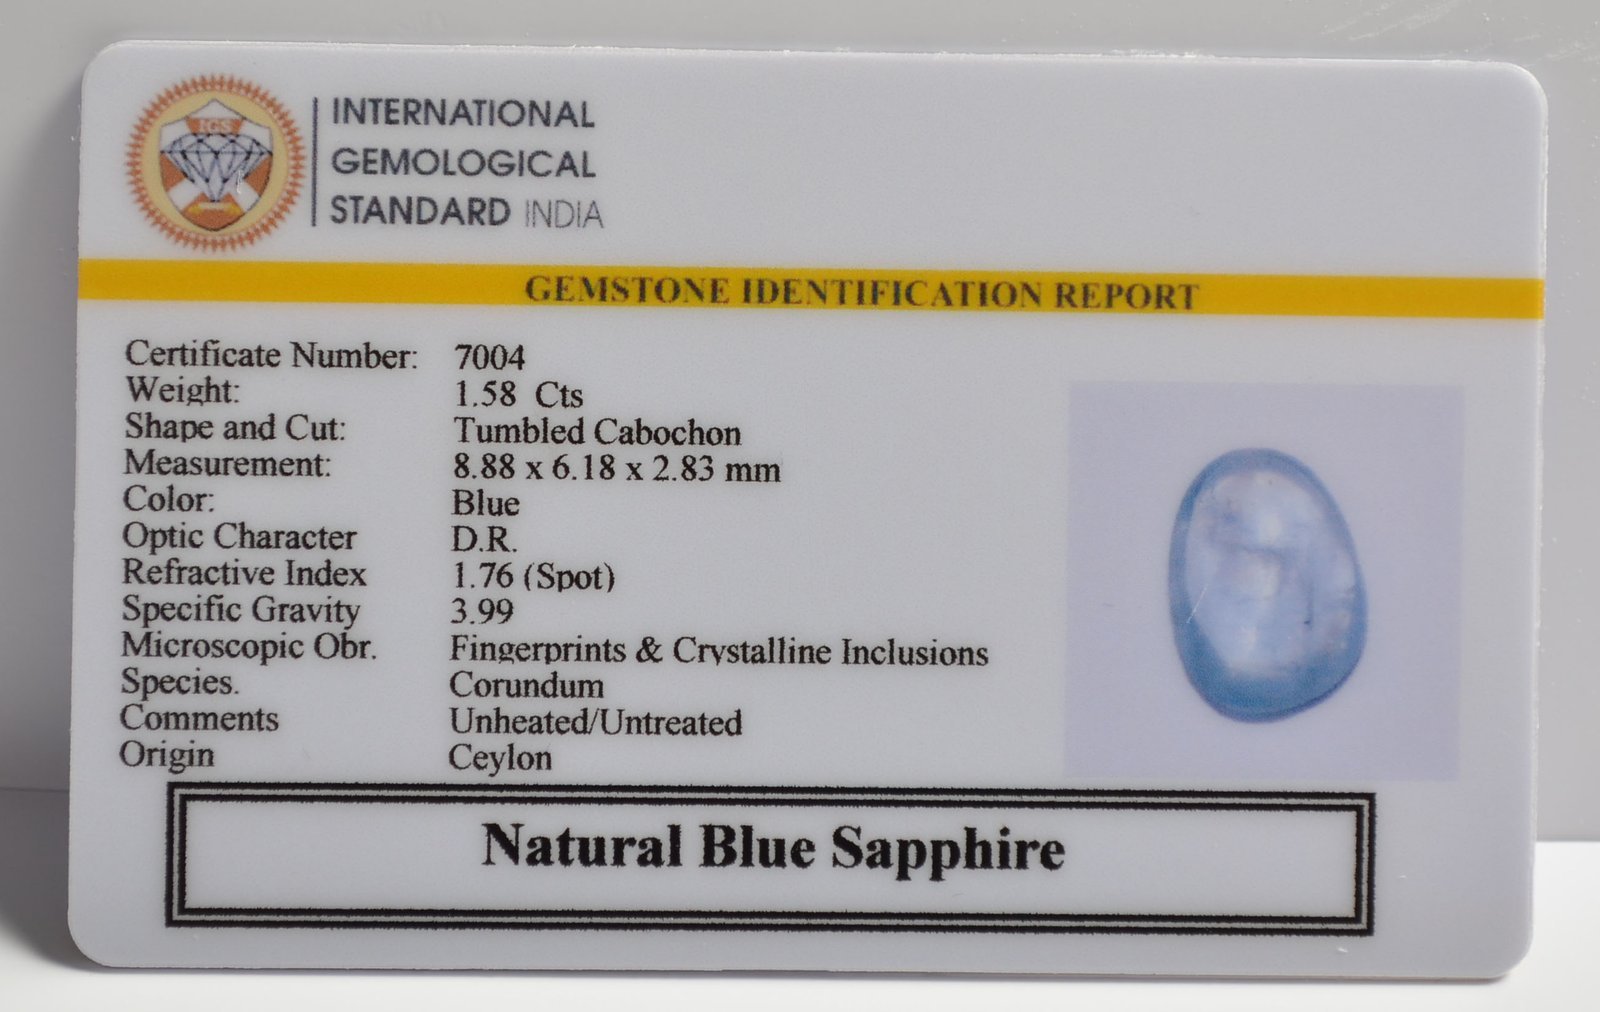 IGS
INTERNATIONAL
GEMOLOGICAL
STANDARD INDIA
GEMSTONE IDENTIFICATION REPORT
Certificate Number: 7004
Weight: 1.58 Cts
Shape and Cut: Tumbled Cabochon
Measurement: 8.88 x 6.18 x 2.83 mm
Color: Blue
Optic Character D.R.
Refractive Index 1.76 (Spot)
Specific Gravity 3.99
Microscopic Obr. Fingerprints & Crystalline Inclusions
Species. Corundum
Comments Unheated/Untreated
Origin Ceylon
Natural Blue Sapphire